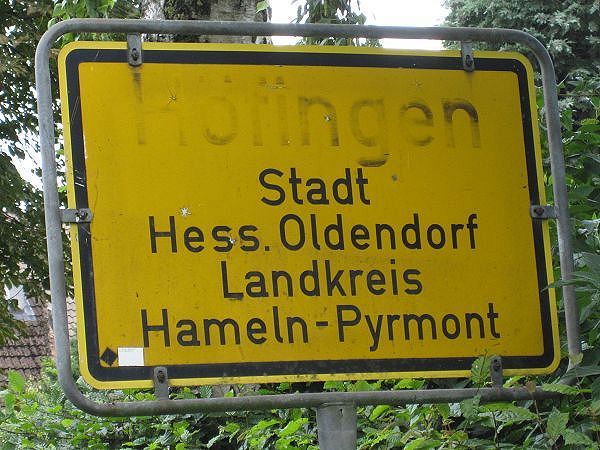 Höfingen
Stadt
Hess. Oldendorf
Landkreis
Hameln-Pyrmont